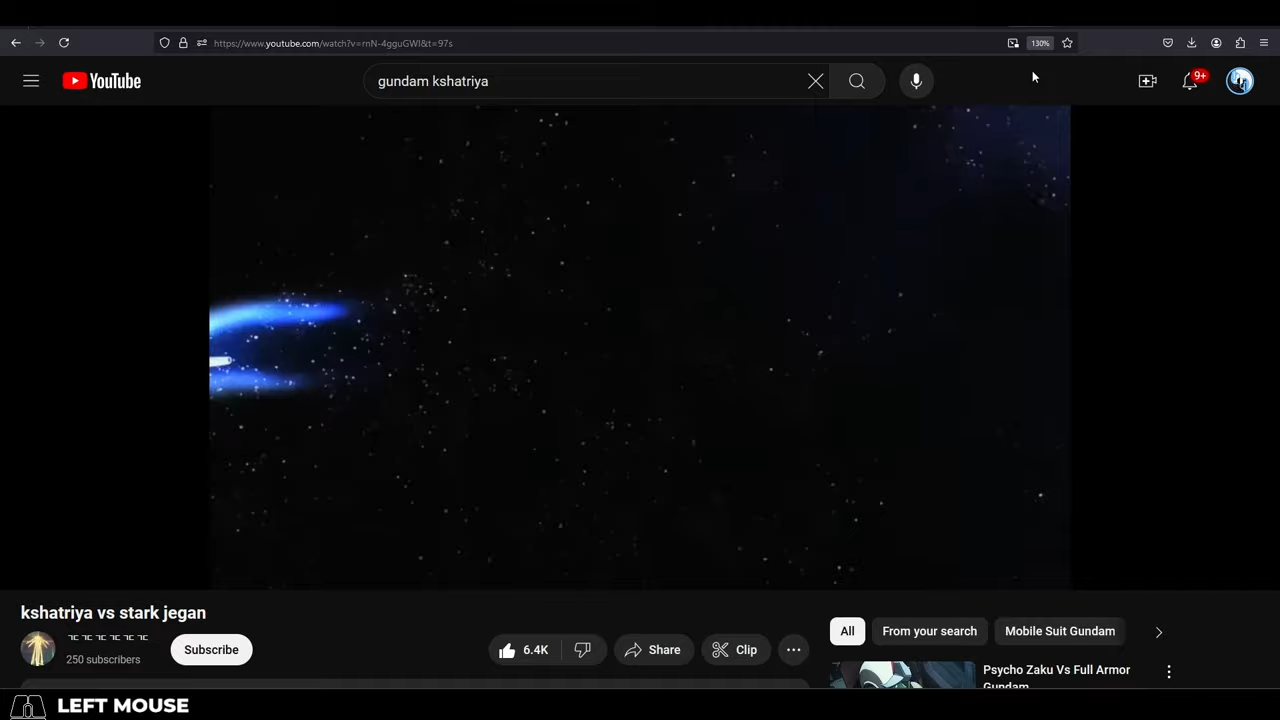 https://www.youtube.com/watch?v=rnN-4gguGWI&t=97s
130%
YouTube
gundam kshatriya
9+
kshatriya vs stark jegan
250 subscribers
Subscribe
6.4K
Share
Clip
All
From your search
Mobile Suit Gundam
Psycho Zaku Vs Full Armor
Gundam
LEFT MOUSE